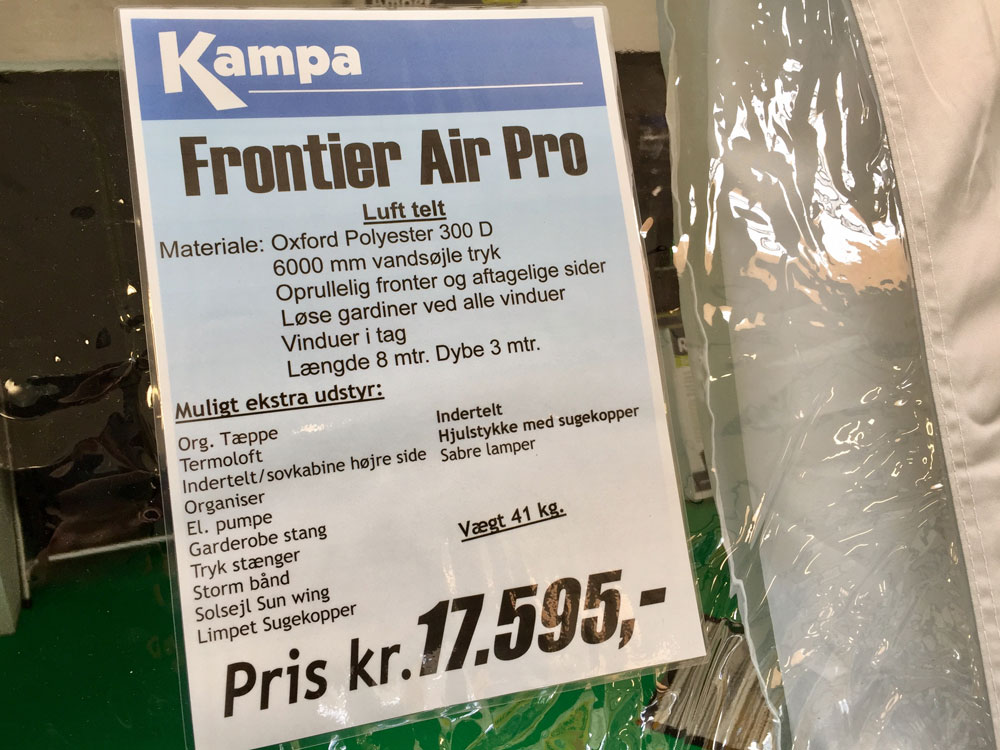 Kampa
Frontier Air Pro
Luft telt
Materiale: Oxford Polyester 300 D
6000 mm vandsøjle tryk
Oprullelig fronter og aftagelige sider
Løse gardiner ved alle vinduer
Vinduer i tag
Længde 8 mtr. Dybe 3 mtr.
Muligt ekstra udstyr:
Org. Tæppe
Termoloft
Indertelt/sovkabine højre side
Organiser
El. pumpe
Garderobe stang
Tryk stænger
Storm bånd
Solsejl Sun wing
Limpet Sugekopper
Indertelt
Hjulstykke med sugekopper
Sabre lamper
Vægt 41 kg.
Pris kr.17.595,-